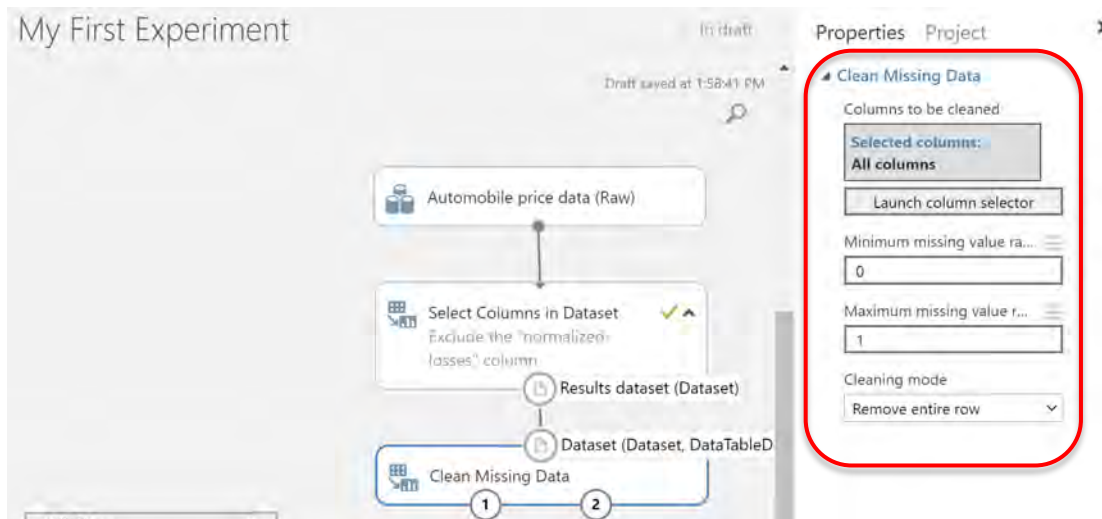 My First Experiment
In draft
Draft saved at 1:58:41 PM
Automobile price data (Raw)
Select Columns in Dataset
Exclude the "normalized-
losses" column
Results dataset (Dataset)
Dataset (Dataset, DataTableD
Clean Missing Data
1
2
Properties Project
Clean Missing Data
Columns to be cleaned
Selected columns:
All columns
Launch column selector
Minimum missing value ra...
0
Maximum missing value r...
1
Cleaning mode
Remove entire row